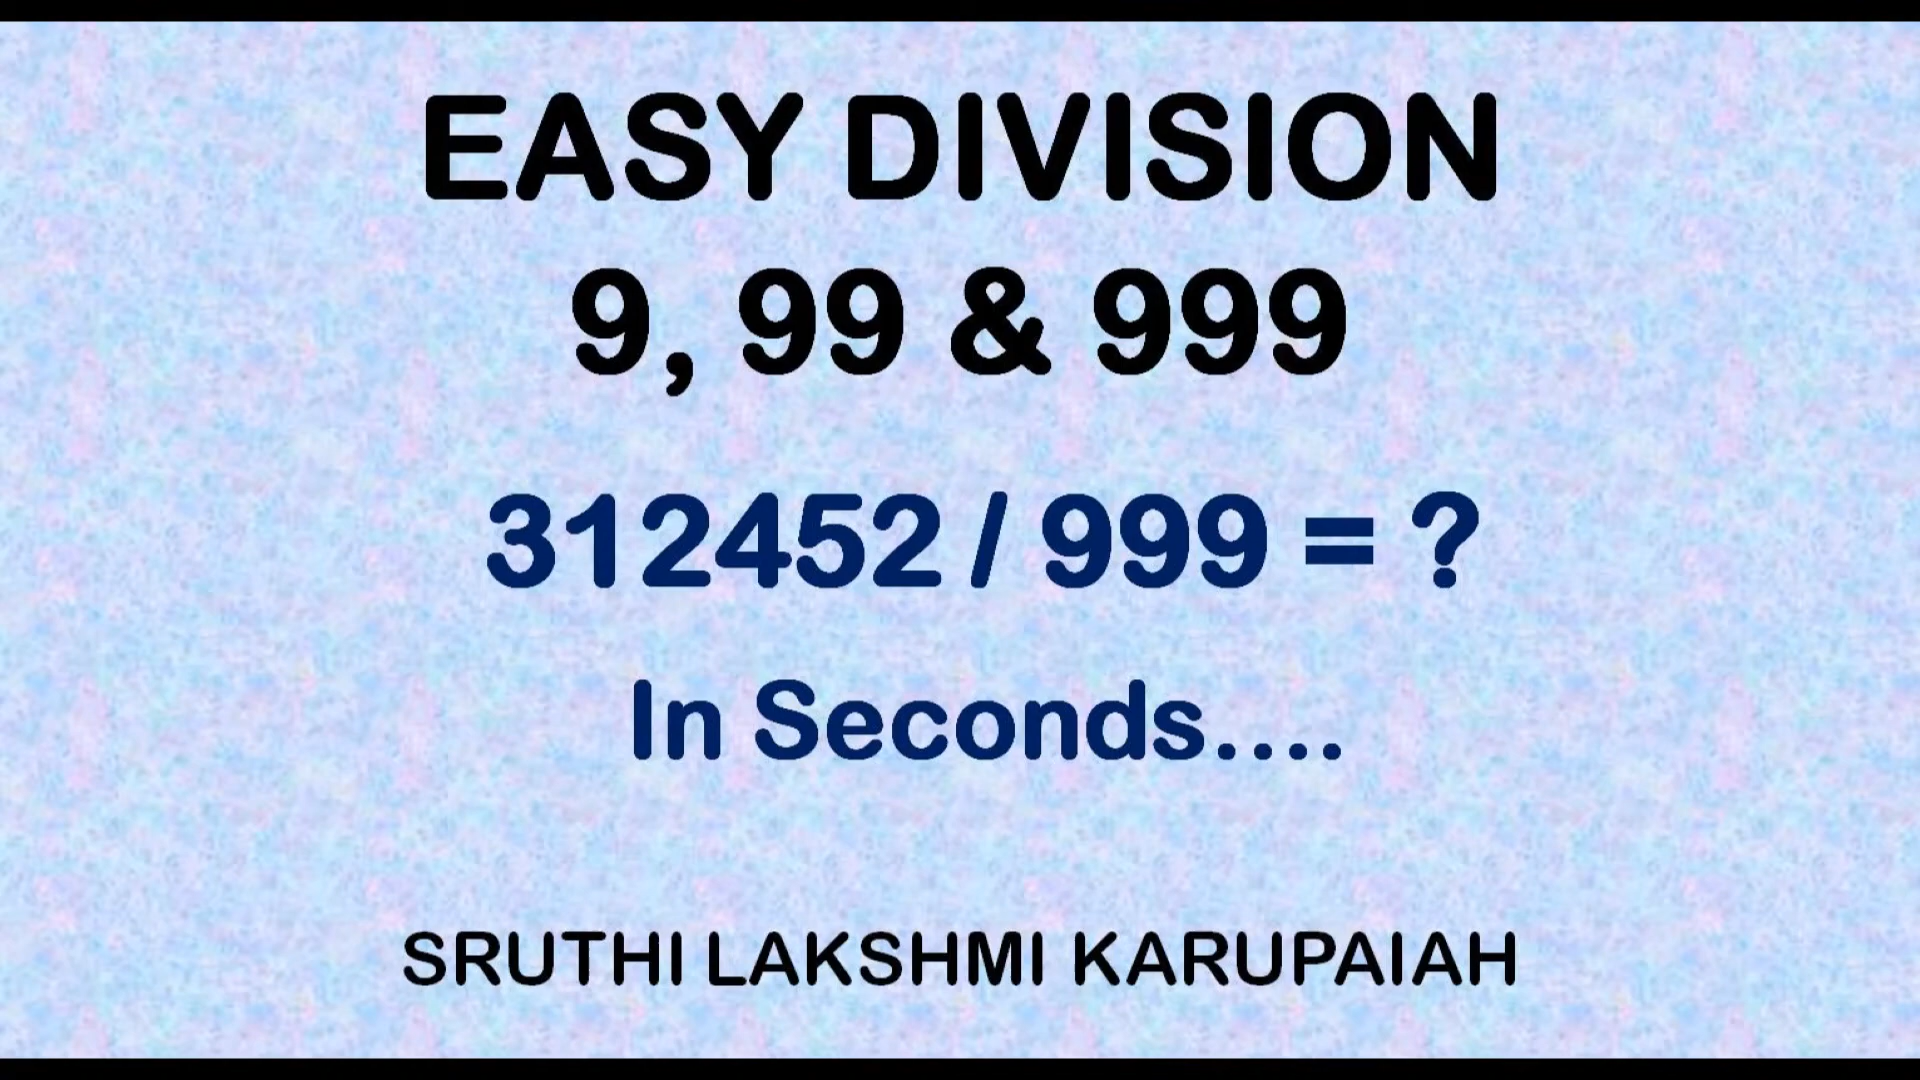 EASY DIVISION
9, 99 & 999
312452 / 999 = ?
In Seconds....
SRUTHI LAKSHMI KARUPAIAH